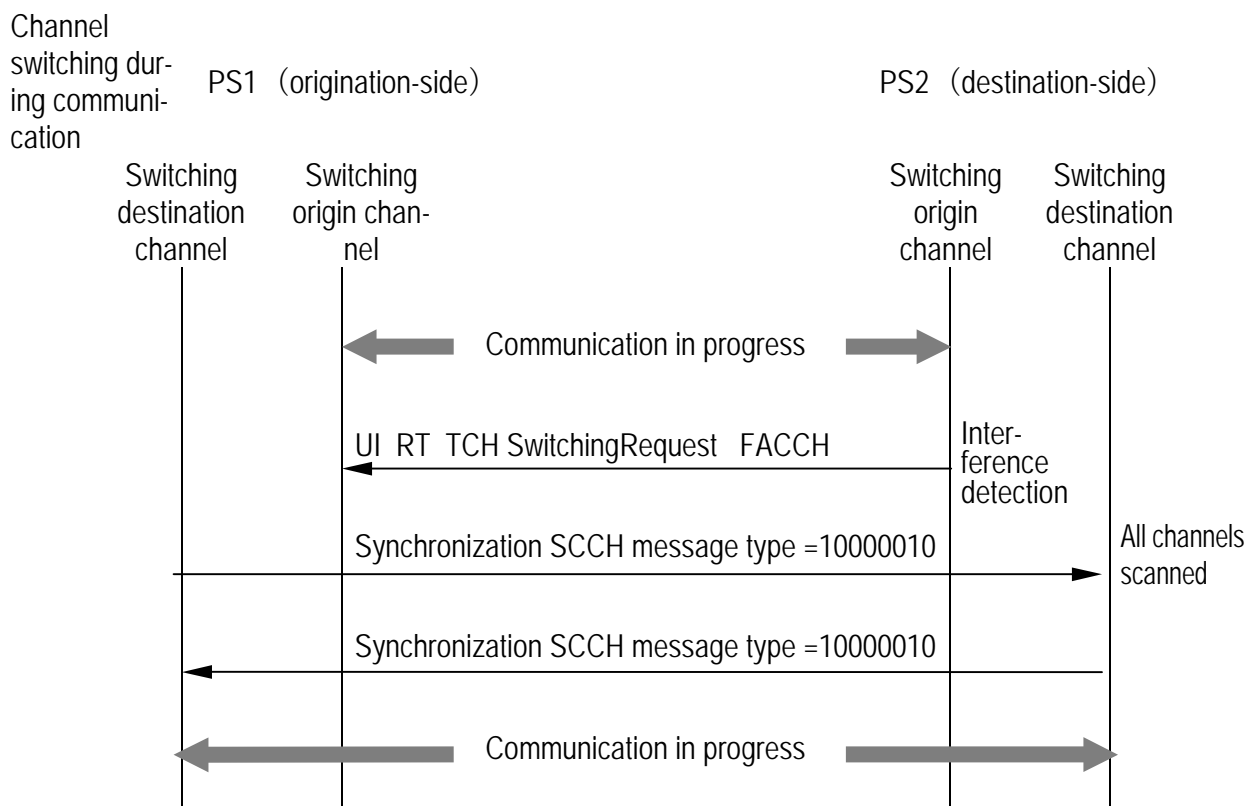 Channel
switching dur-
ing communi-
cation
PS1 （origination-side）
PS2 （destination-side）
Switching
destination
channel
Switching
origin chan-
nel
Switching
origin
channel
Switching
destination
channel
Communication in progress
UI RT TCH SwitchingRequest FACCH
Inter-
ference
detection
Synchronization SCCH message type =10000010
All channels
scanned
Synchronization SCCH message type =10000010
Communication in progress